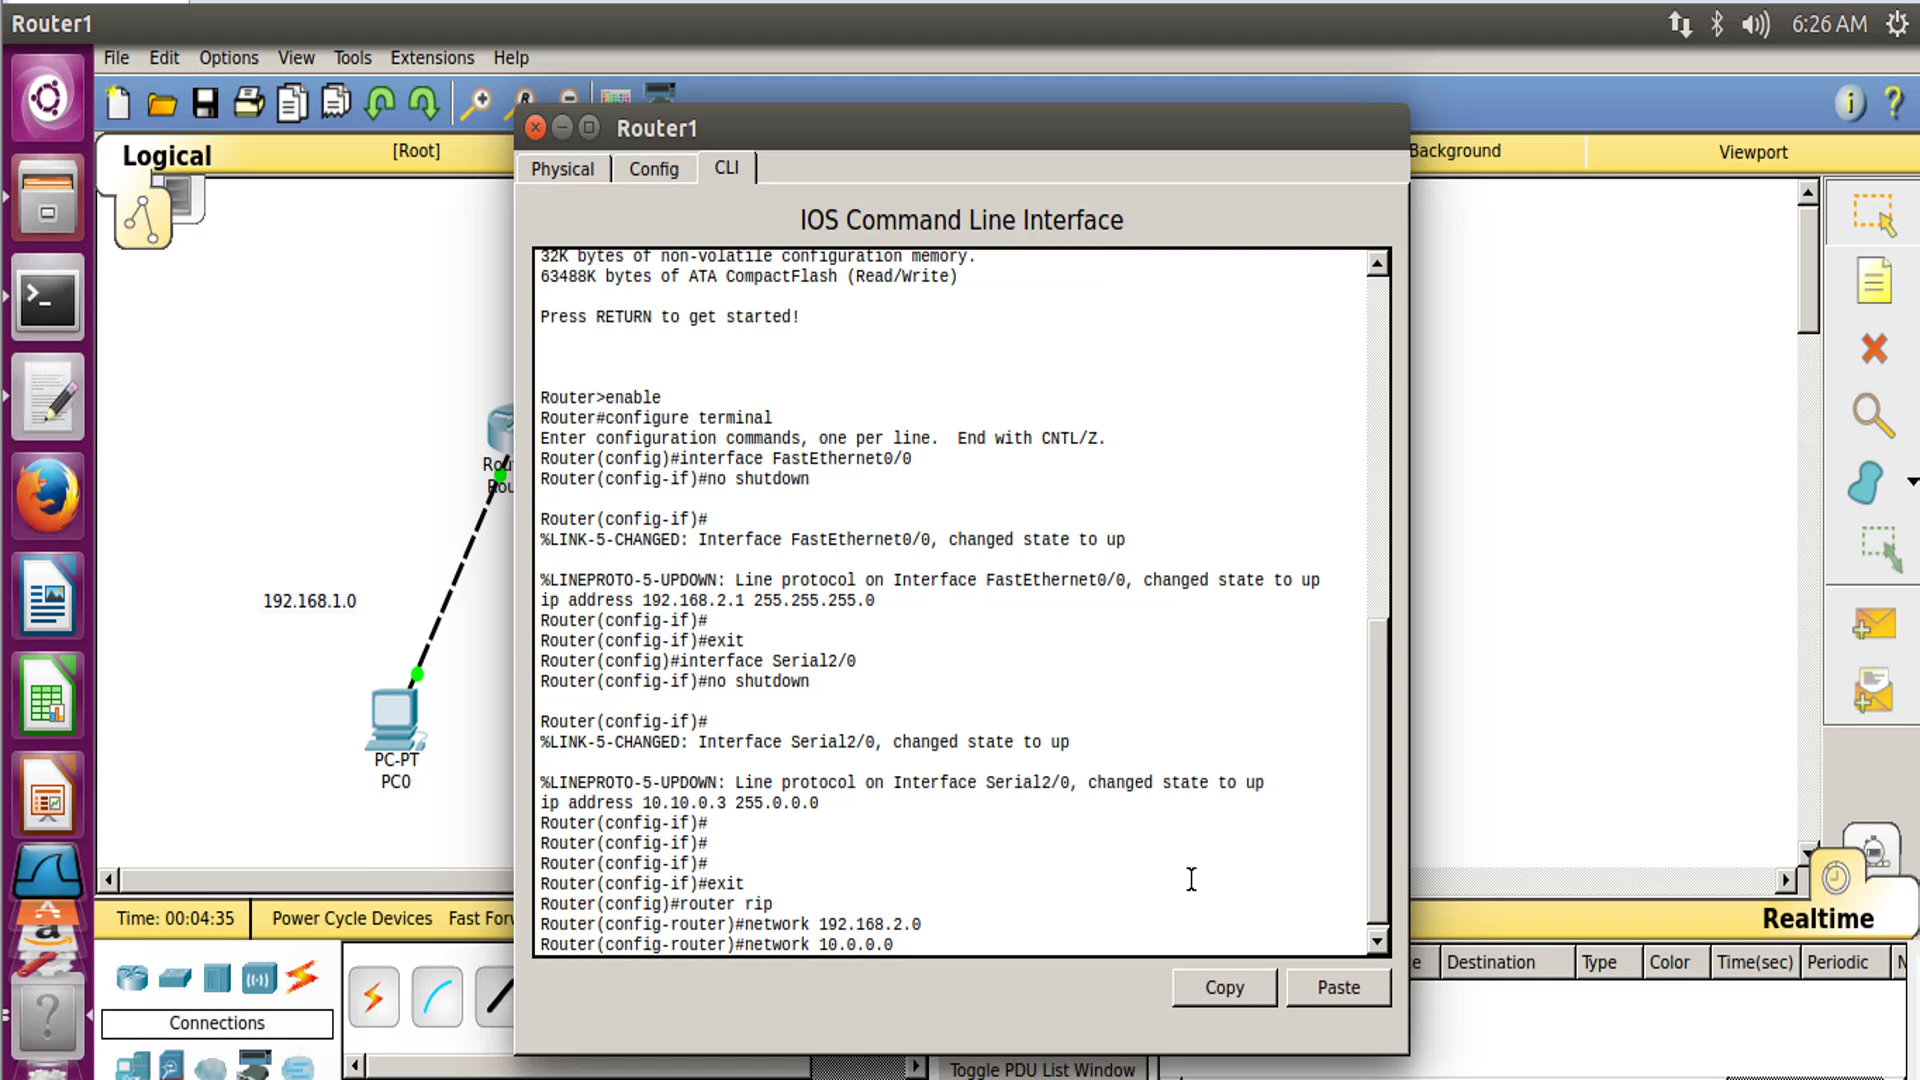 Router1
6:26 AM
File Edit Options View Tools Extensions Help
Router1
Logical
[Root]
Background
Viewport
Physical Config CLI
IOS Command Line Interface
32K bytes of non-volatile configuration memory.
63488K bytes of ATA CompactFlash (Read/Write)
Press RETURN to get started!
Router>enable
Router#configure terminal
Enter configuration commands, one per line.  End with CNTL/Z.
Router(config)#interface FastEthernet0/0
Router(config-if)#no shutdown
Router(config-if)#
%LINK-5-CHANGED: Interface FastEthernet0/0, changed state to up
%LINEPROTO-5-UPDOWN: Line protocol on Interface FastEthernet0/0, changed state to up
ip address 192.168.2.1 255.255.255.0
Router(config-if)#
Router(config-if)#exit
Router(config)#interface Serial2/0
Router(config-if)#no shutdown
Router(config-if)#
%LINK-5-CHANGED: Interface Serial2/0, changed state to up
%LINEPROTO-5-UPDOWN: Line protocol on Interface Serial2/0, changed state to up
ip address 10.10.0.3 255.0.0.0
Router(config-if)#
Router(config-if)#
Router(config-if)#
Router(config-if)#exit
Router(config)#router rip
Router(config-router)#network 192.168.2.0
Router(config-router)#network 10.0.0.0
Copy Paste
Rou
Rou
192.168.1.0
PC-PT
PC0
Time: 00:04:35 Power Cycle Devices Fast For
Realtime
Destination Type Color Time(sec) Periodic
Connections
Toggle PDU List Window